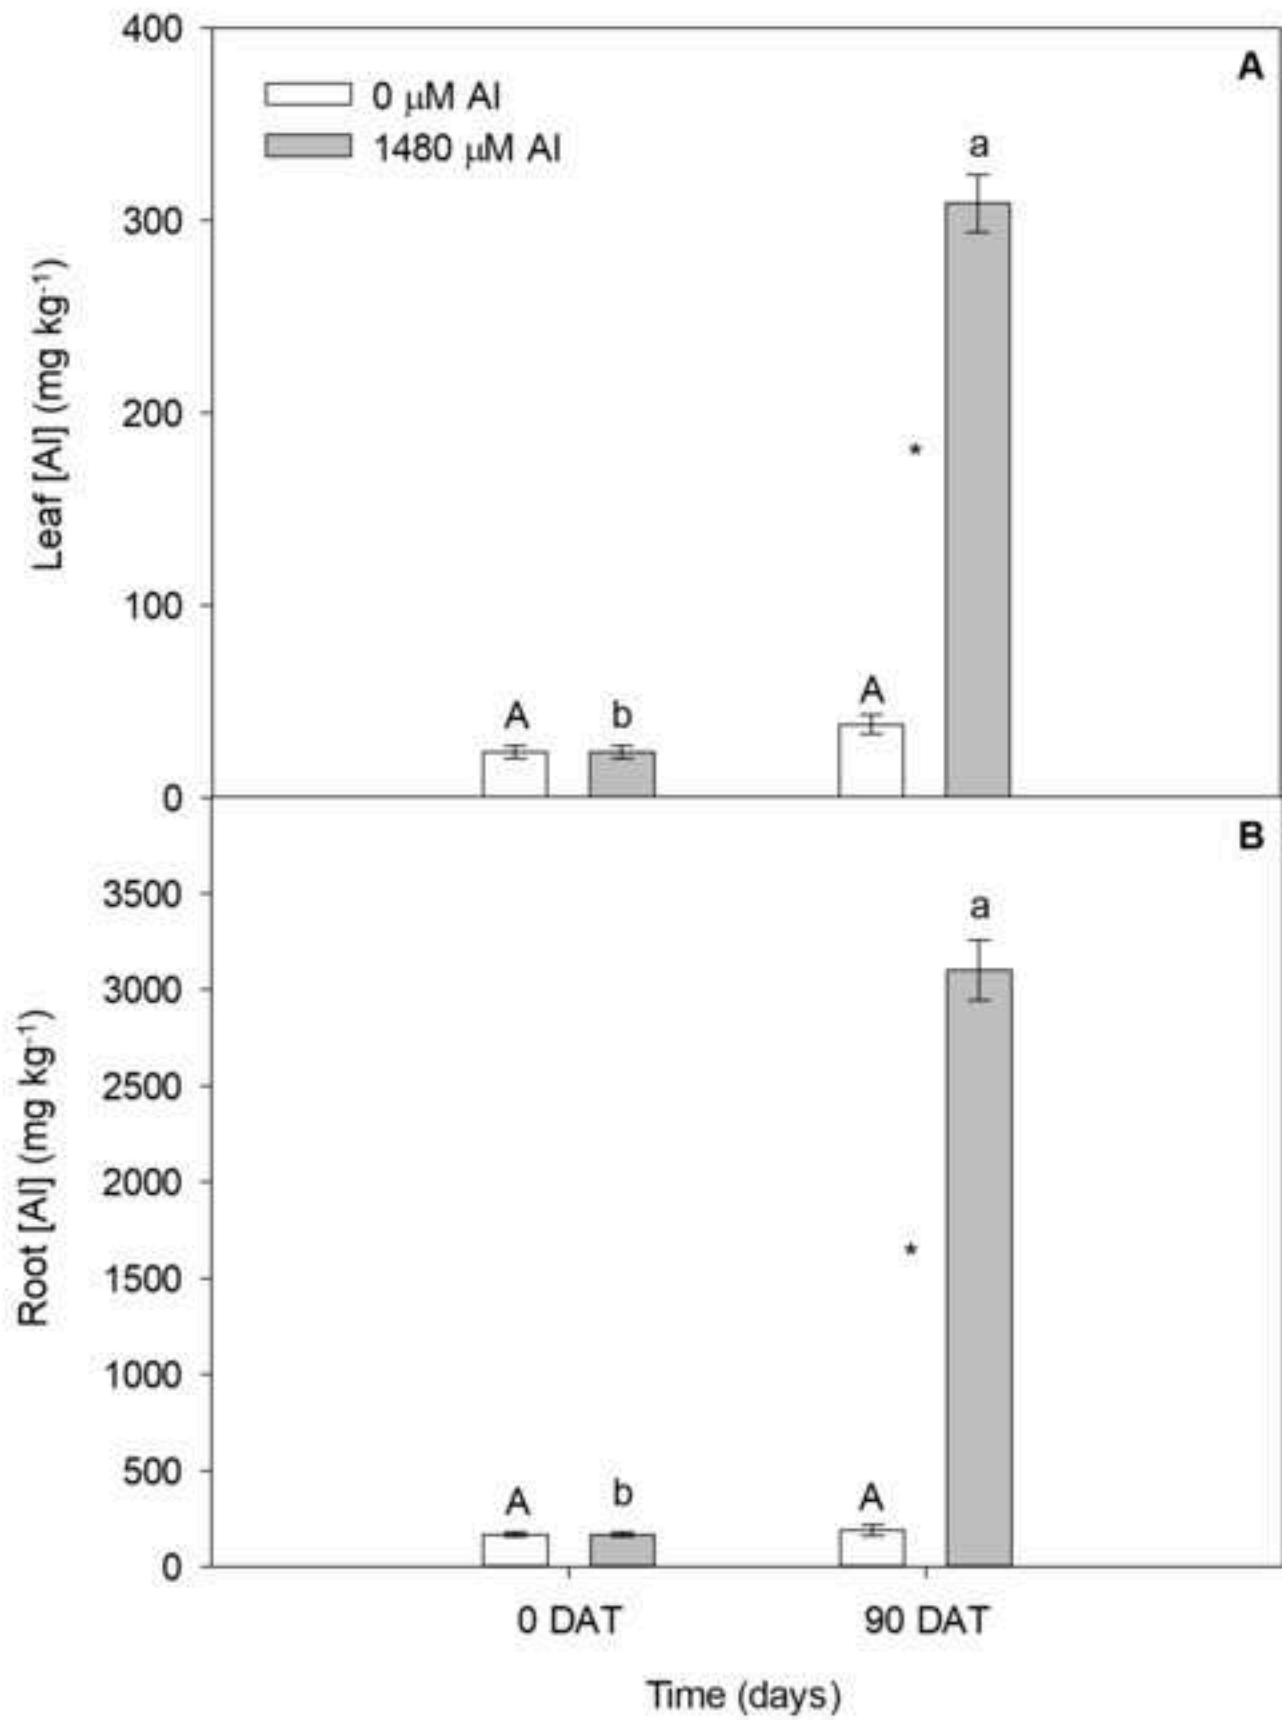 400
A
0 μM Al
1480 μM Al
a
300
Leaf [Al] (mg kg-1)
200
*
100
A
A
b
0
B
3500
a
3000
2500
Root [Al] (mg kg-1)
2000
*
1500
1000
500
A
b
A
0
0 DAT
90 DAT
Time (days)